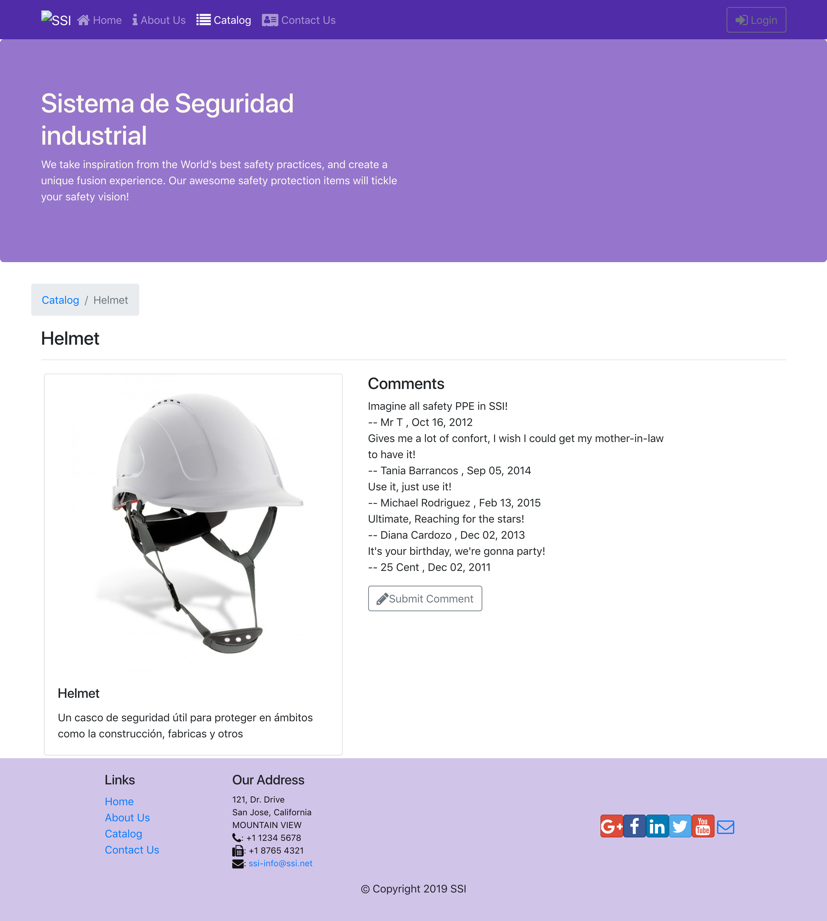 SSI Home About Us Catalog Contact Us Login
Sistema de Seguridad
industrial
We take inspiration from the World's best safety practices, and create a
unique fusion experience. Our awesome safety protection items will tickle
your safety vision!
Catalog / Helmet
Helmet
Helmet
Un casco de seguridad útil para proteger en ámbitos
como la construcción, fabricas y otros
Comments
Imagine all safety PPE in SSI!
-- Mr T , Oct 16, 2012
Gives me a lot of confort, I wish I could get my mother-in-law
to have it!
-- Tania Barrancos , Sep 05, 2014
Use it, just use it!
-- Michael Rodriguez , Feb 13, 2015
Ultimate, Reaching for the stars!
-- Diana Cardozo , Dec 02, 2013
It's your birthday, we're gonna party!
-- 25 Cent , Dec 02, 2011
Submit Comment
Links
Home
About Us
Catalog
Contact Us
Our Address
121, Dr. Drive
San Jose, California
MOUNTAIN VIEW
: +1 1234 5678
: +1 8765 4321
: ssi-info@ssi.net
G+ f in You Tube
© Copyright 2019 SSI